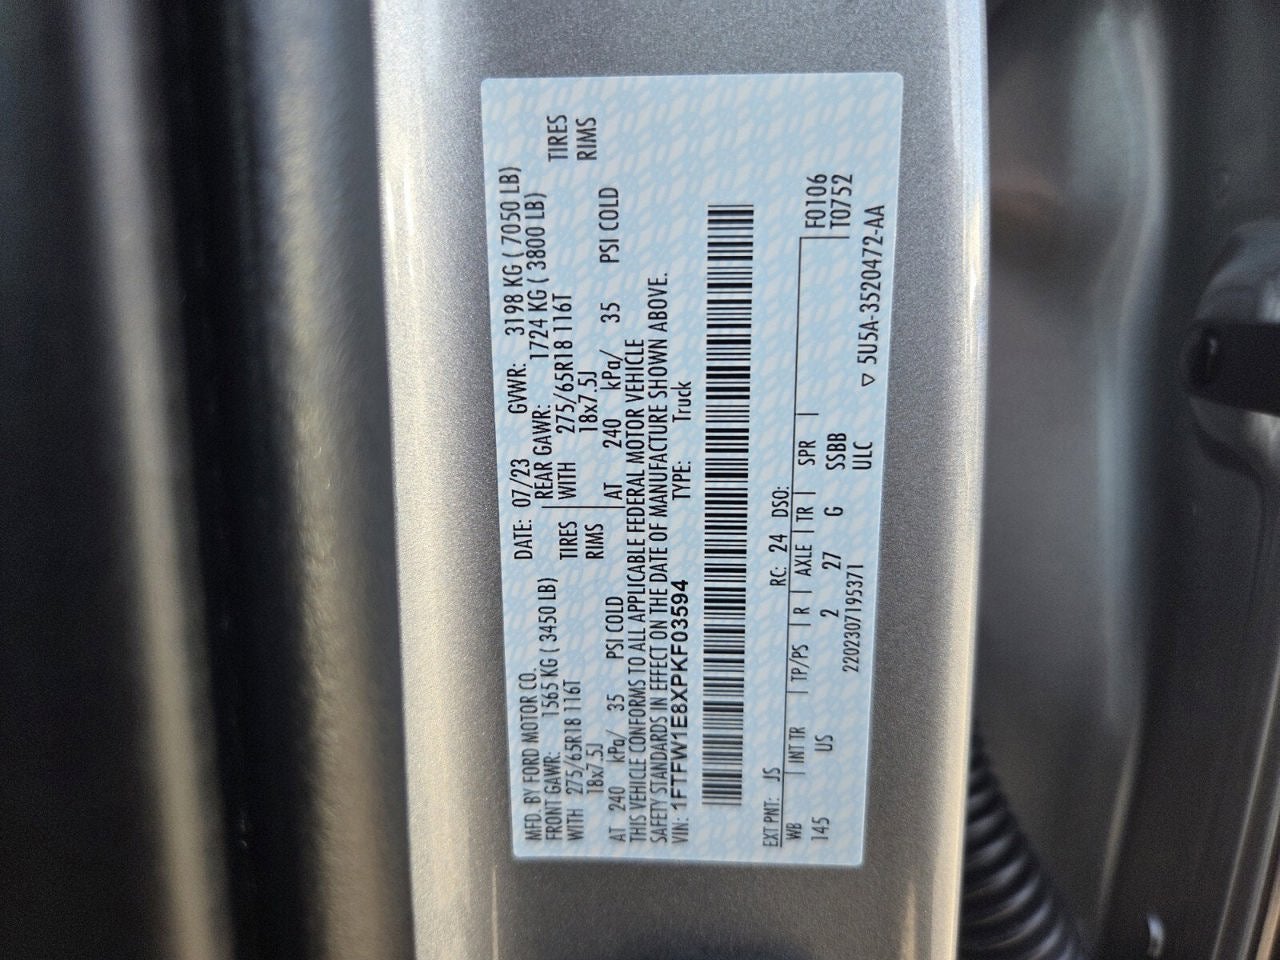 MFD. BY FORD MOTOR CO. DATE: 07/23 GVWR: 3198 KG ( 7050 LB)
FRONT GAWR: 1565 KG ( 3450 LB) REAR GAWR: 1724 KG ( 3800 LB)
WITH 275/65R18 116T TIRES WITH 275/65R18 116T TIRES
18x7.5J RIMS 18x7.5J RIMS
AT 240 kPa/ 35 PSI COLD AT 240 kPa/ 35 PSI COLD
THIS VEHICLE CONFORMS TO ALL APPLICABLE FEDERAL MOTOR VEHICLE
SAFETY STANDARDS IN EFFECT ON THE DATE OF MANUFACTURE SHOWN ABOVE.
VIN: 1FTFW1E8XPKF03594 TYPE: Truck
EXT PNT: JS RC: 24 DSO:
WB INT TR TP/PS R AXLE TR SPR F0106
145 US 2 27 G SSBB T0752
2202307195371 ULC ▽ 5U5A-3520472-AA